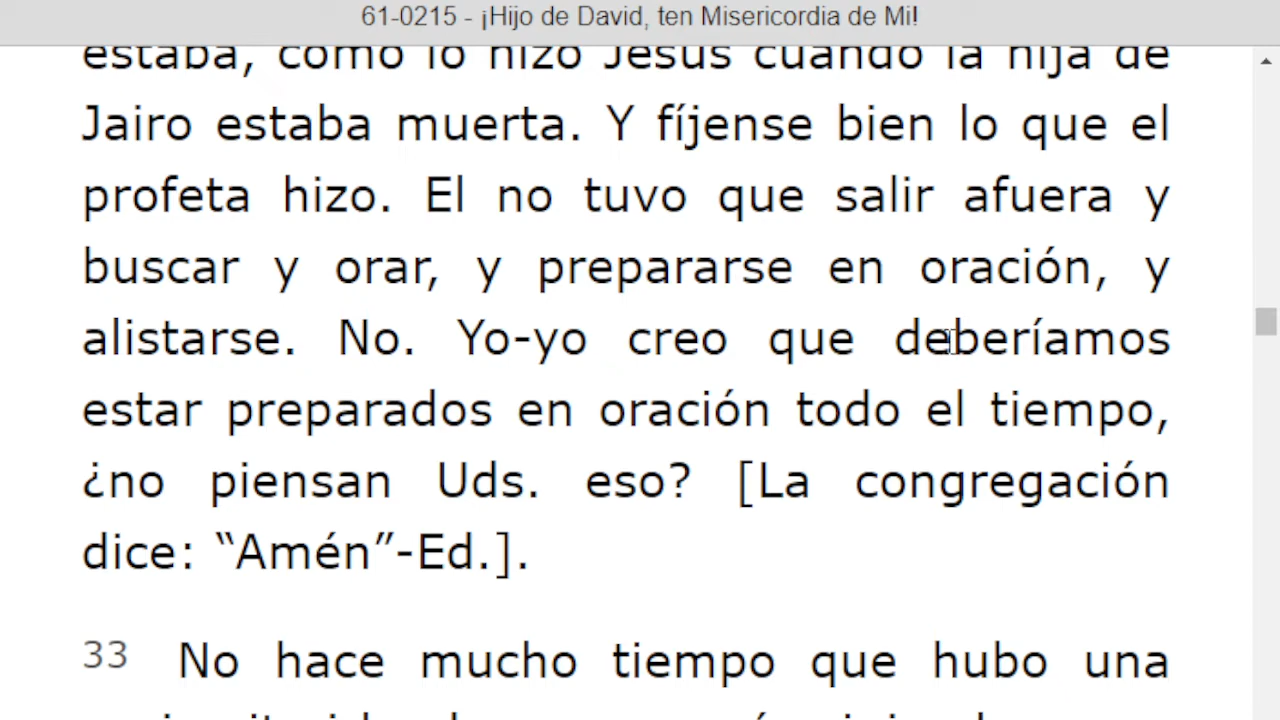 61-0215 - ¡Hijo de David, ten Misericordia de Mi!
estaba, como lo hizo Jesús cuando la hija de
Jairo estaba muerta. Y fíjense bien lo que el
profeta hizo. El no tuvo que salir afuera y
buscar y orar, y prepararse en oración, y
alistarse. No. Yo-yo creo que deberíamos
estar preparados en oración todo el tiempo,
¿no piensan Uds. eso? [La congregación
dice: “Amén”-Ed.].
33 No hace mucho tiempo que hubo una